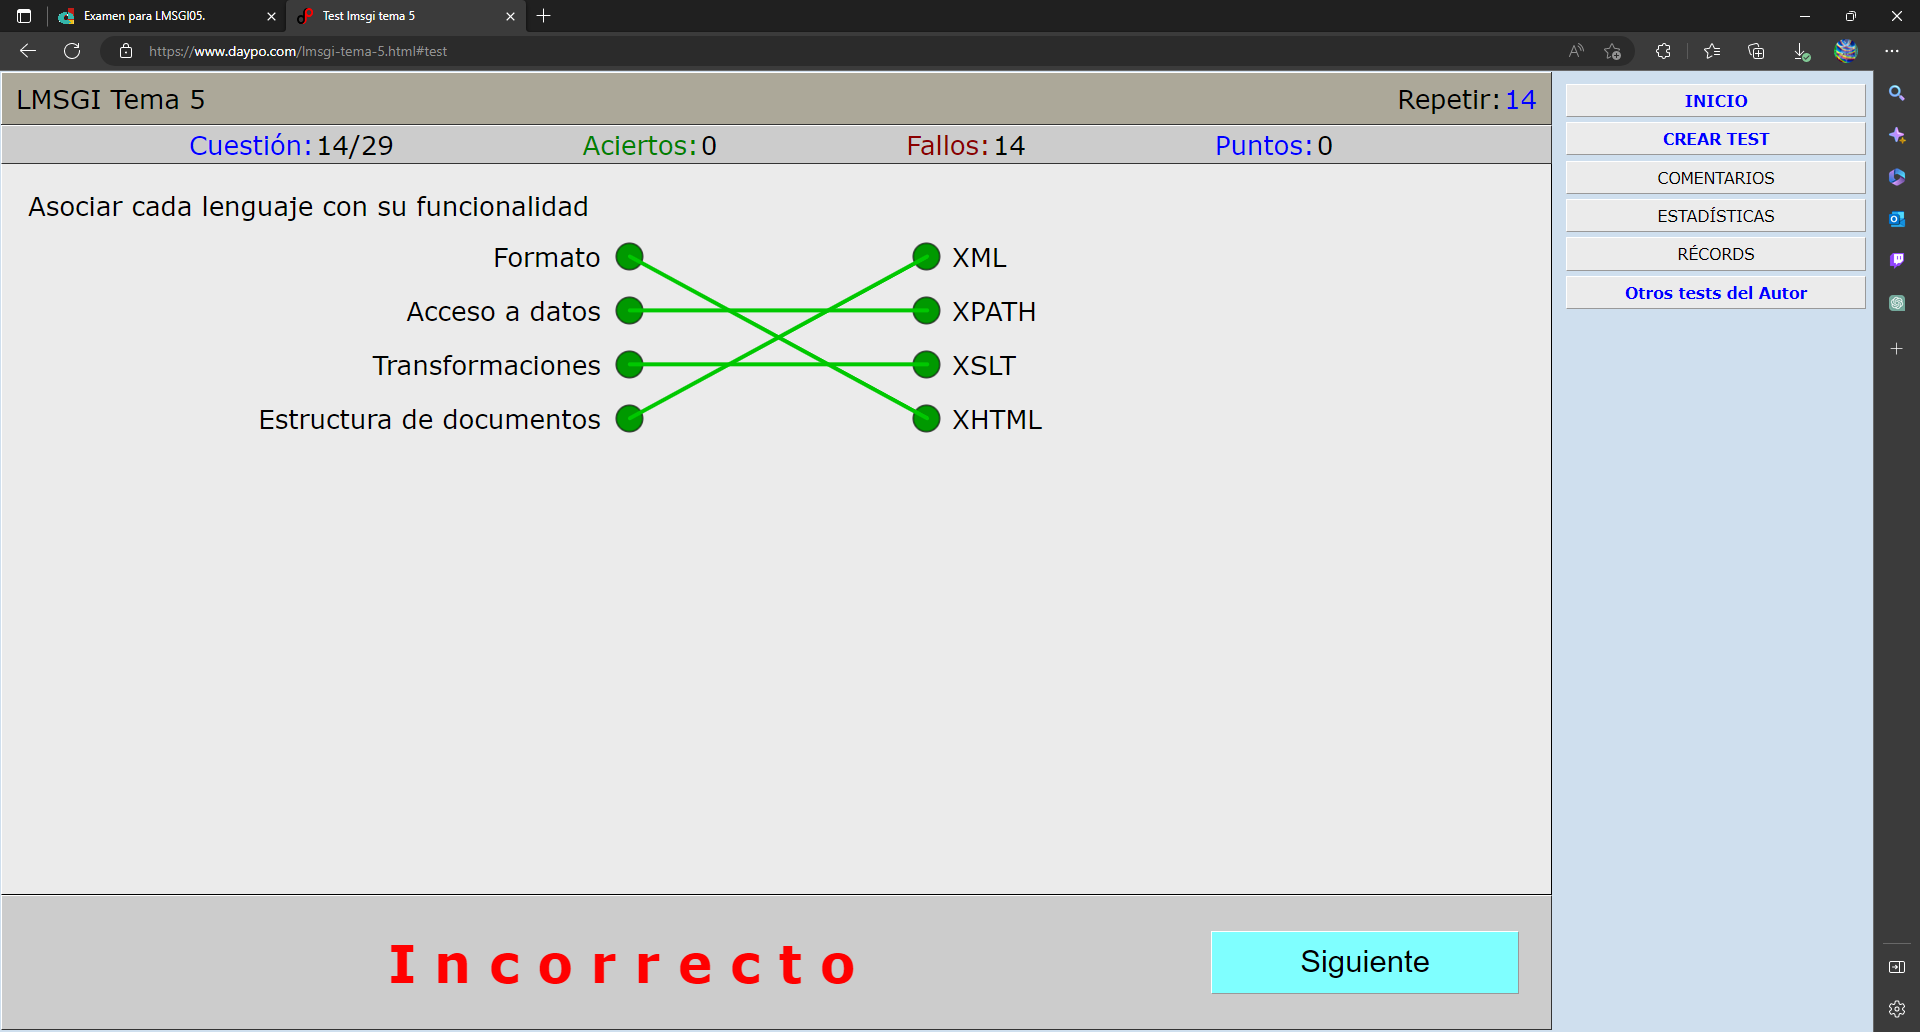 Examen para LMSGI05.
Test lmsgi tema 5
https://www.daypo.com/lmsgi-tema-5.html#test
LMSGI Tema 5
Repetir:14
Cuestión:14/29
Aciertos:0
Fallos:14
Puntos:0
Asociar cada lenguaje con su funcionalidad
Formato
XML
Acceso a datos
XPATH
Transformaciones
XSLT
Estructura de documentos
XHTML
Incorrecto
Siguiente
INICIO
CREAR TEST
COMENTARIOS
ESTADÍSTICAS
RÉCORDS
Otros tests del Autor